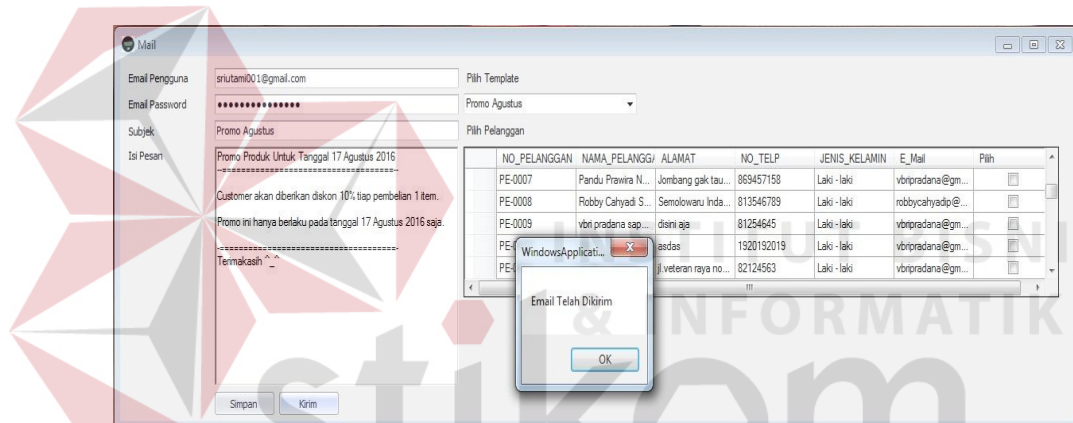 Mail
Email Pengguna sriutami001@gmail.com Pilih Template
Email Password ••••••••••••••• Promo Agustus
Subjek Promo Agustus Pilih Pelanggan
Isi Pesan
Promo Produk Untuk Tanggal 17 Agustus 2016
Customer akan diberikan diskon 10% tiap pembelian 1 item.
Promo ini hanya berlaku pada tanggal 17 Agustus 2016 saja.
Terimakasih ^_^
NO_PELANGGAN NAMA_PELANGGA ALAMAT NO_TELP JENIS_KELAMIN E_Mail Pilih
PE-0007 Pandu Prawira N... Jombang gak tau... 869457158 Laki - laki vbripradana@gm...
PE-0008 Robby Cahyadi S... Semolowaru Inda... 813546789 Laki - laki robbycahyadip@...
PE-0009 vbri pradana sap... disini aja 81254645 Laki - laki vbripradana@gm...
asdas 1920192019 Laki - laki vbripradana@gm...
jl.veteran raya no... 82124563 Laki - laki vbripradana@gm...
WindowsApplicati...
Email Telah Dikirim
OK
Simpan Kirim
INSTITUT BISNI
& INFORMATIK
stikom